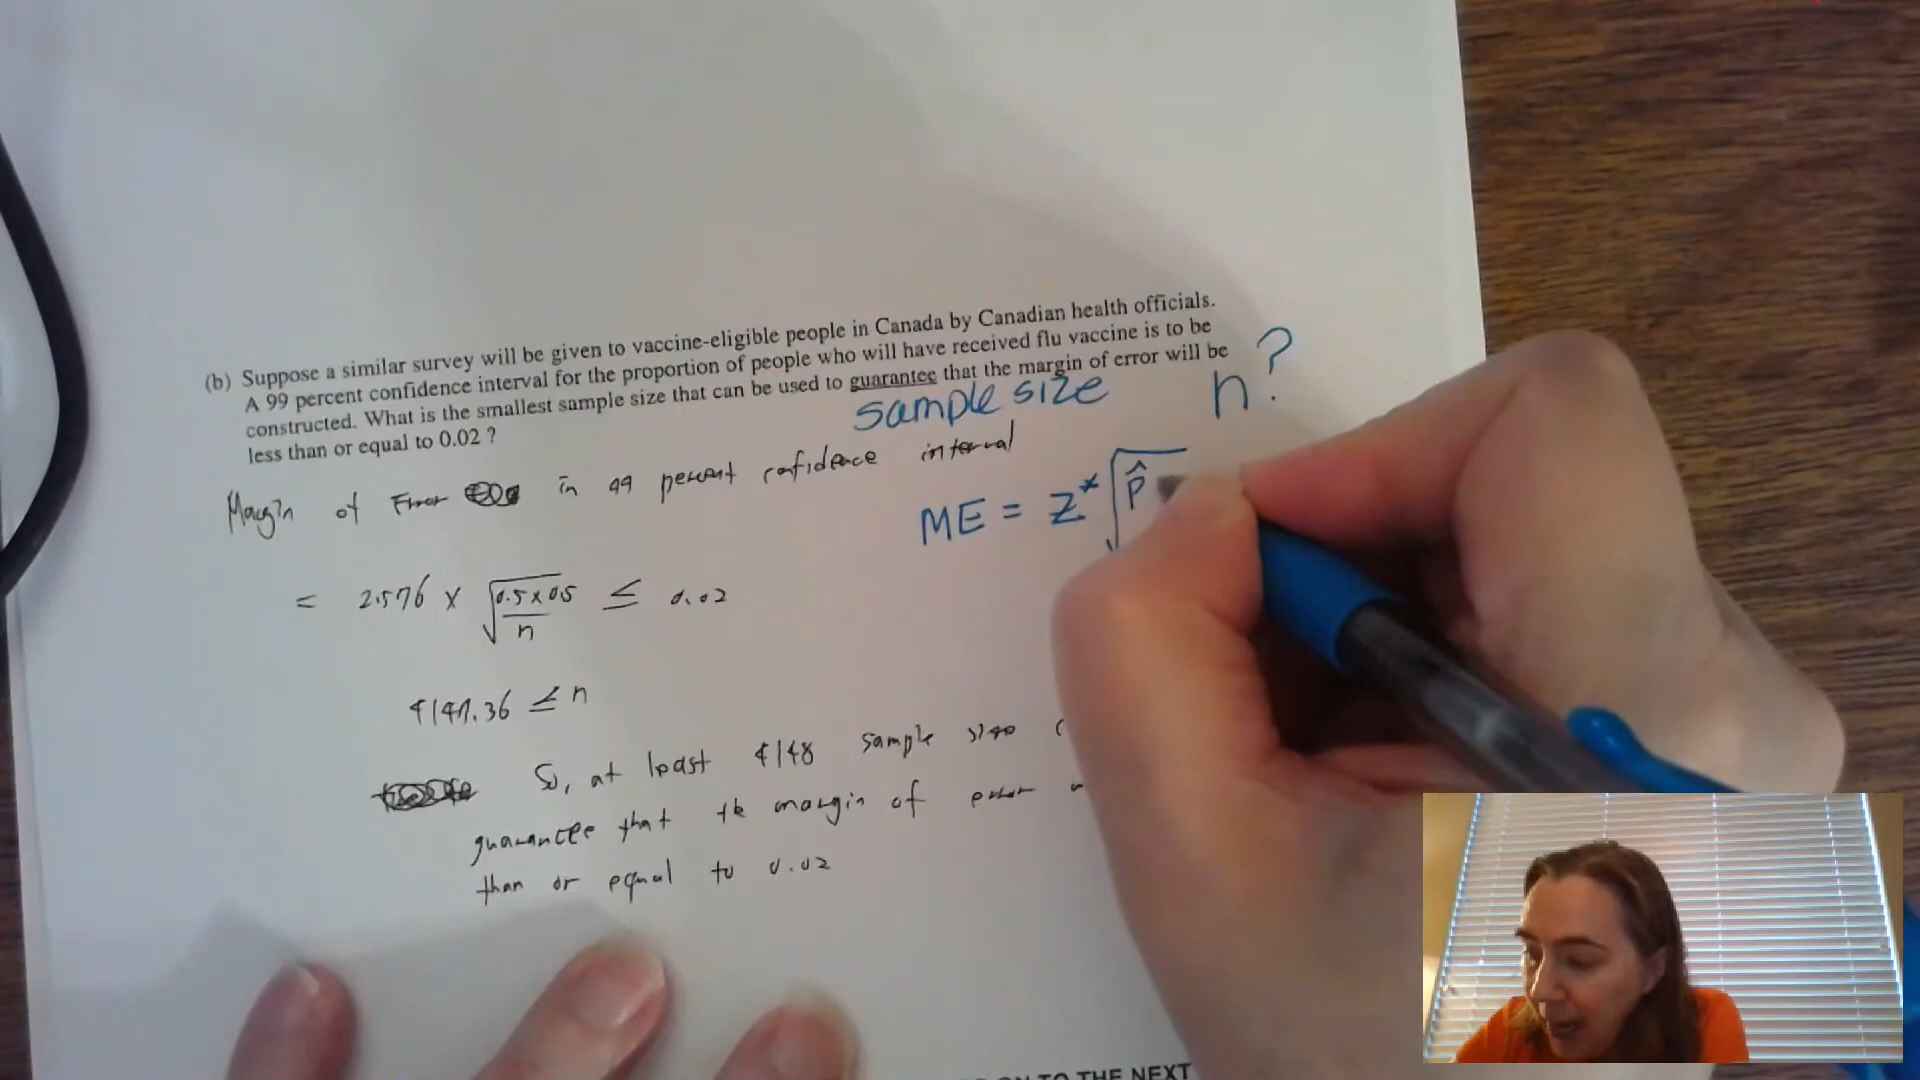 (b) Suppose a similar survey will be given to vaccine-eligible people in Canada by Canadian health officials.
A 99 percent confidence interval for the proportion of people who will have received flu vaccine is to be
constructed. What is the smallest sample size that can be used to guarantee that the margin of error will be
less than or equal to 0.02 ?
sample size n?
Margin of Error in 99 percent confidence interval
ME = z* √p̂
= 2.576 × √0.5×0.5/n ≤ 0.02
≤ n
So, at least 4148 sample size
guarantee that the margin of error
than or equal to 0.02
TO THE NEXT